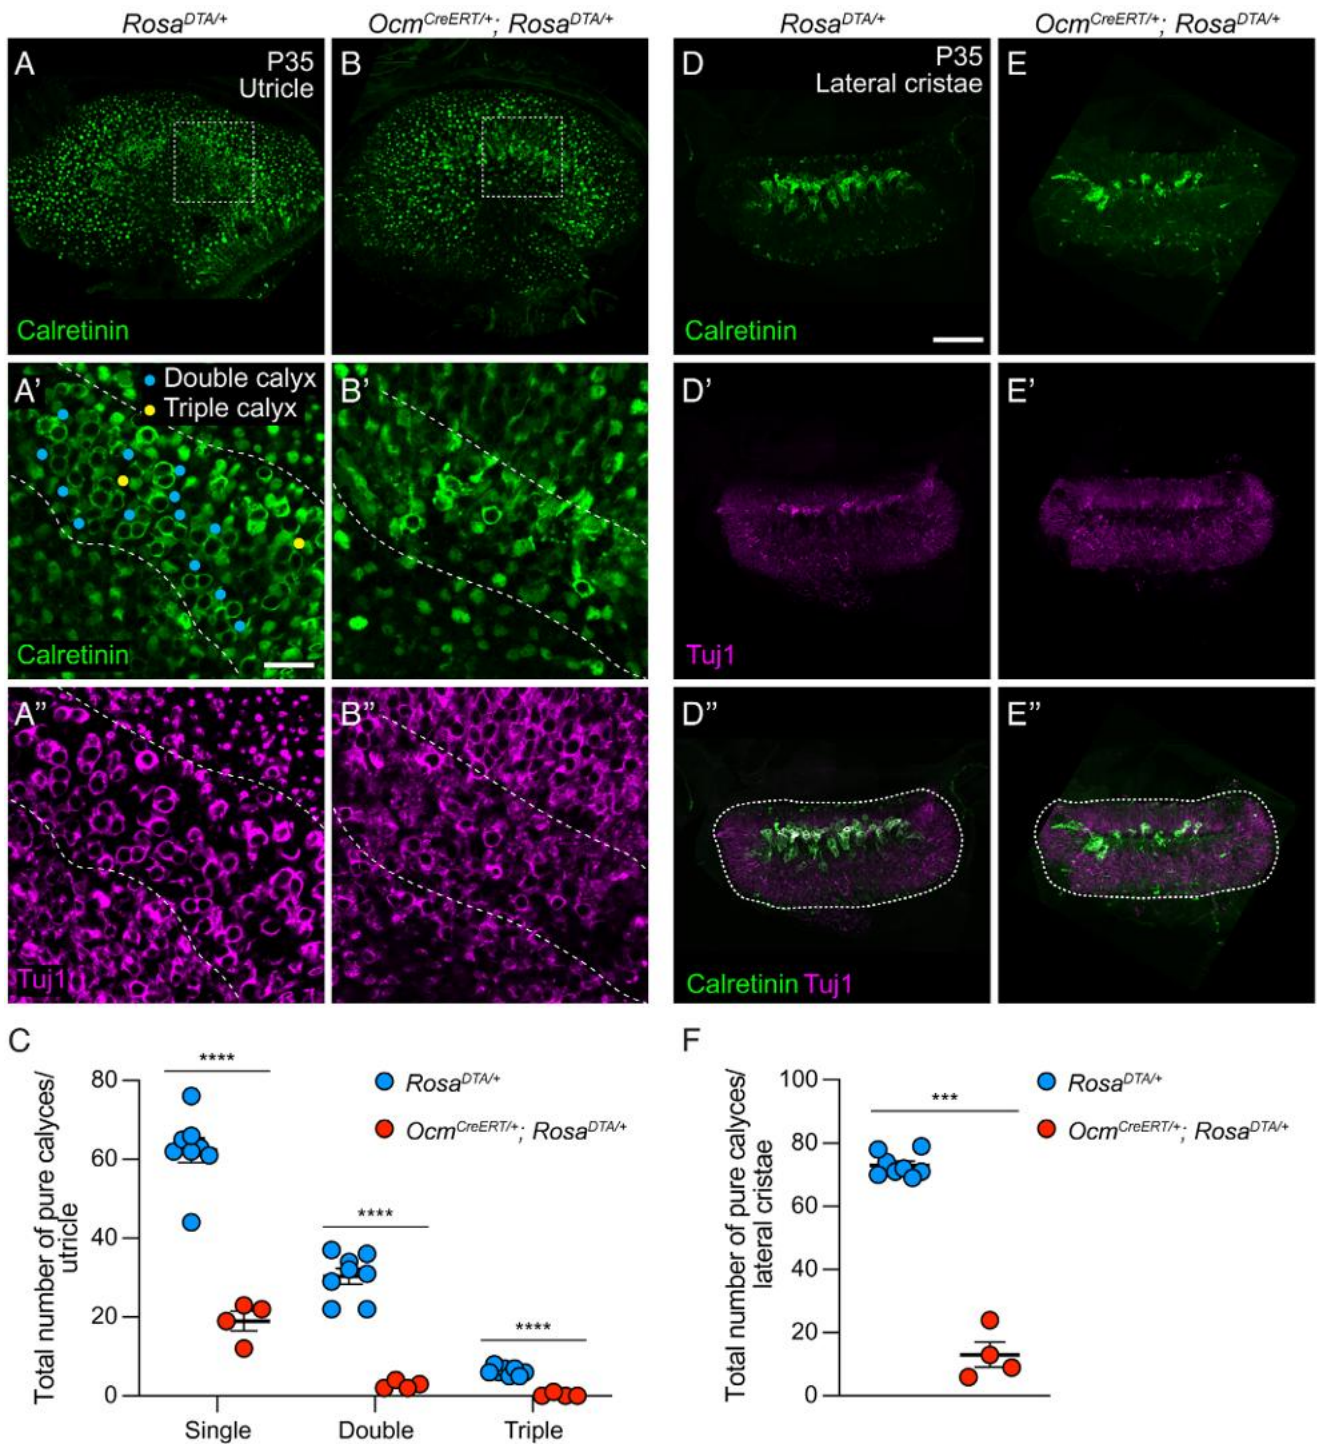 Rosa^DTA/+ Ocm^CreERT/+; Rosa^DTA/+ Rosa^DTA/+ Ocm^CreERT/+; Rosa^DTA/+
A P35 B D P35 E
Utricle Lateral cristae
Calretinin Calretinin
A’ Double calyx B’ D’ E’
Triple calyx
Calretinin Tuj1
A” B” D” E”
Tuj1 Calretinin Tuj1
C
Total number of pure calyces/
utricle
80
60
40
20
0
****
****
****
Rosa^DTA/+
Ocm^CreERT/+; Rosa^DTA/+
Single Double Triple
F
Total number of pure calyces/
lateral cristae
100
80
60
40
20
0
***
Rosa^DTA/+
Ocm^CreERT/+; Rosa^DTA/+